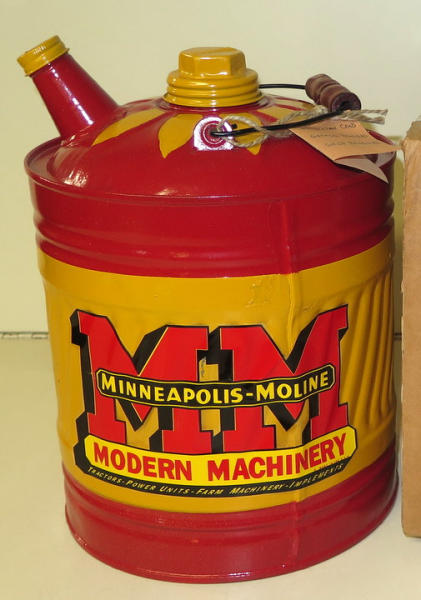 MM
MINNEAPOLIS-MOLINE
MODERN MACHINERY
TRACTORS-POWER UNITS-FARM MACHINERY-IMPLEMENTS